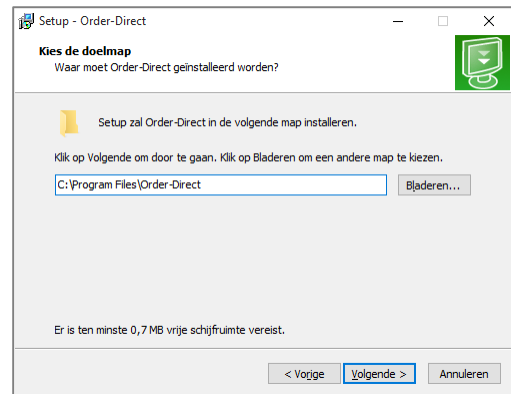 Setup - Order-Direct
Kies de doelmap
Waar moet Order-Direct geïnstalleerd worden?
Setup zal Order-Direct in de volgende map installeren.
Klik op Volgende om door te gaan. Klik op Bladeren om een andere map te kiezen.
C:\Program Files\Order-Direct
Bladeren...
Er is ten minste 0,7 MB vrije schijfruimte vereist.
< Vorige
Volgende >
Annuleren